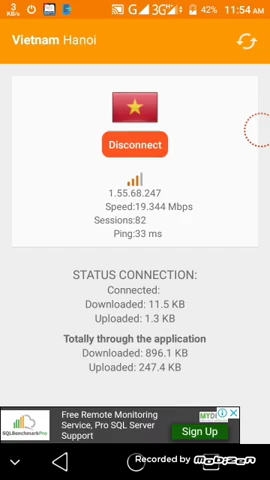 3
KB/s
G 3G 42% 11:54 AM
Vietnam Hanoi
Disconnect
1.55.68.247
Speed:19.344 Mbps
Sessions:82
Ping:33 ms
STATUS CONNECTION:
Connected:
Downloaded: 11.5 KB
Uploaded: 1.3 KB
Totally through the application
Downloaded: 896.1 KB
Uploaded: 247.4 KB
SQLBenchmarkPro
Free Remote Monitoring
Service, Pro SQL Server
Support
Sign Up
Recorded by Mobizen